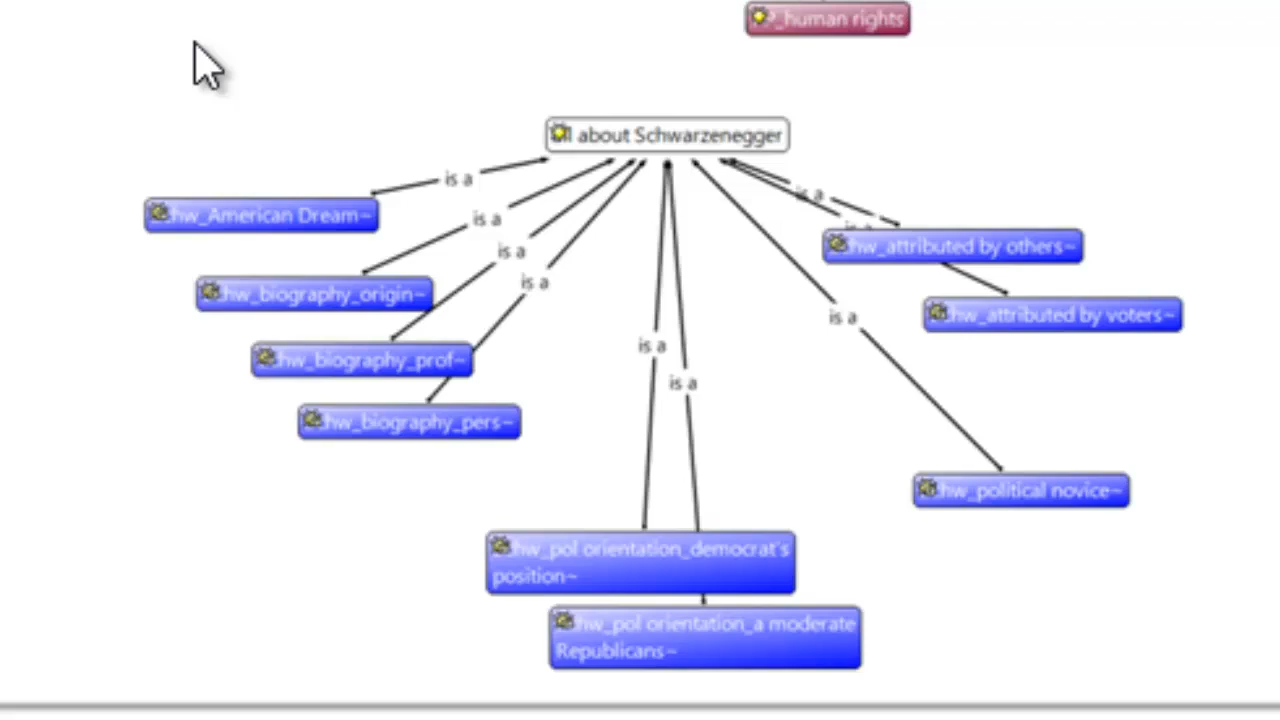 _human rights
about Schwarzenegger
is a
hw_American Dream~
is a
is a
hw_attributed by others~
is a
is a
hw_biography_origin~
is a
hw_attributed by voters~
is a
is a
hw_biography_prof~
is a
hw_biography_pers~
hw_political novice~
hw_pol orientation_democrat's
position~
hw_pol orientation_a moderate
Republicans~